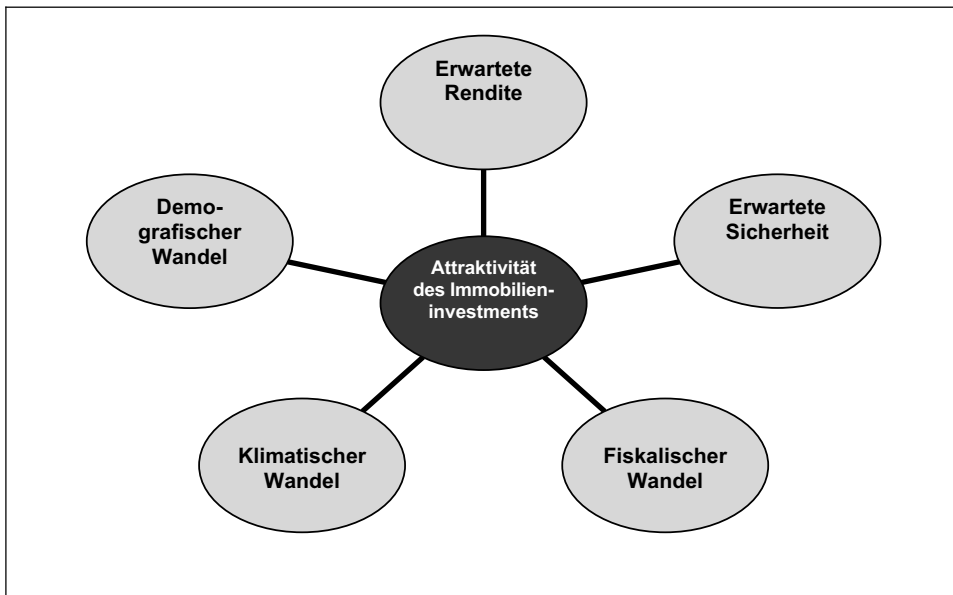 Erwartete
Rendite
Demo-
grafischer
Wandel
Erwartete
Sicherheit
Attraktivität
des Immobilien-
investments
Klimatischer
Wandel
Fiskalischer
Wandel